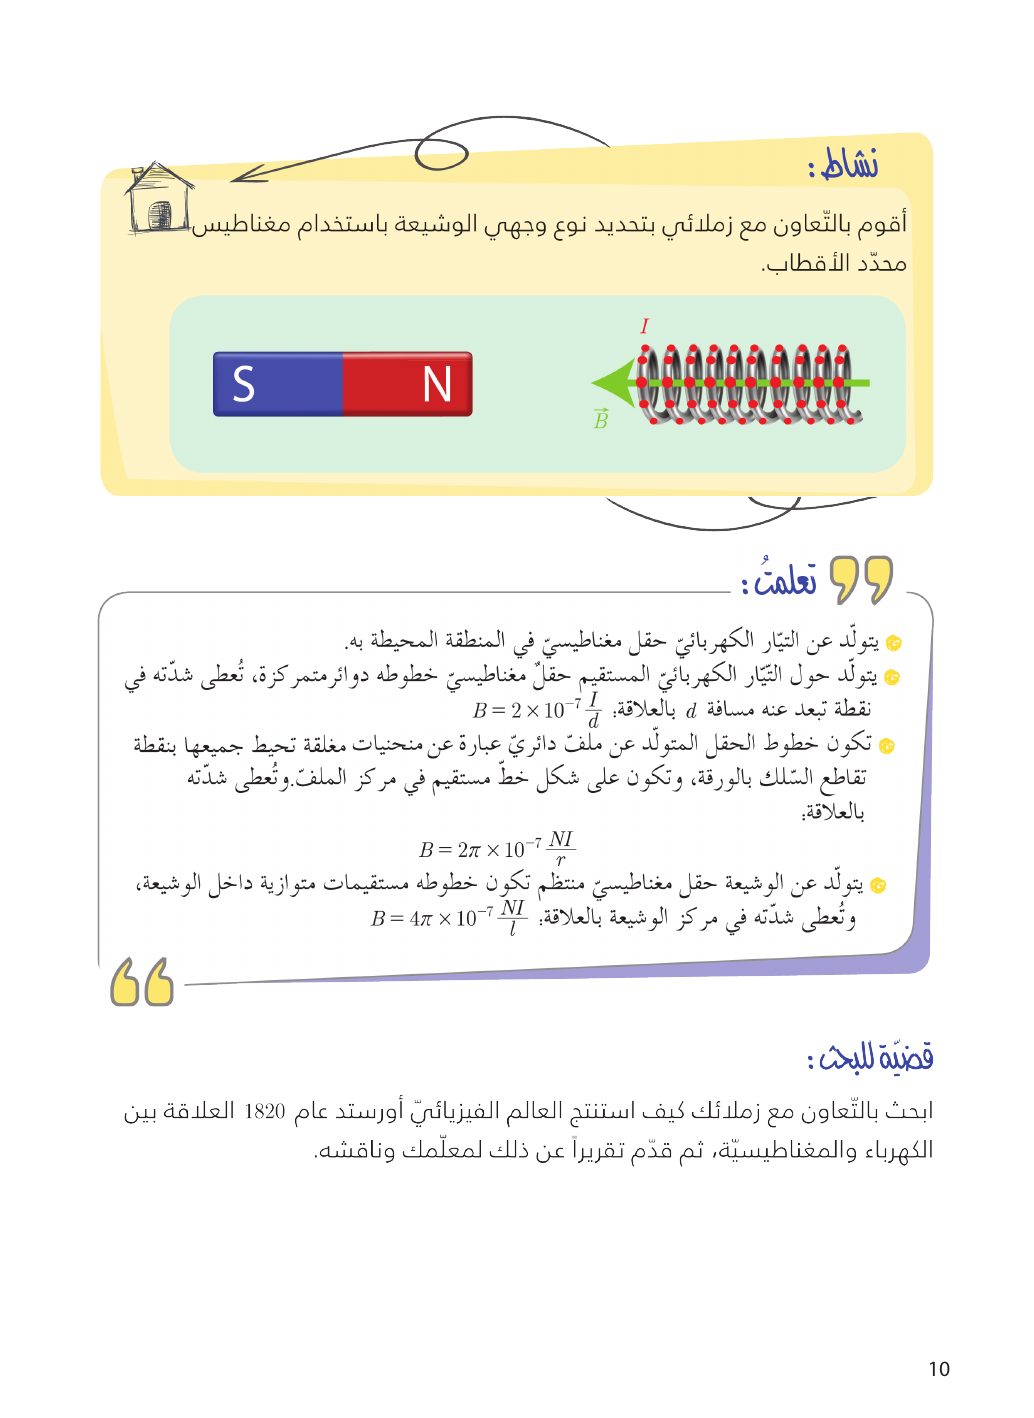 نشاط:
أقوم بالتّعاون مع زملائي بتحديد نوع وجهي الوشيعة باستخدام مغناطيس
محدّد الأقطاب.
I
S N
B⃗
تعلمتُ:
يتولّد عن التيّار الكهربائيّ حقل مغناطيسيّ في المنطقة المحيطة به.
يتولّد حول التّيّار الكهربائيّ المستقيم حقلٌ مغناطيسيّ خطوطه دوائرمتمركزة، تُعطى شدّته في
نقطة تبعد عنه مسافة d بالعلاقة: B = 2 × 10⁻⁷ I/d
تكون خطوط الحقل المتولّد عن ملفّ دائريّ عبارة عن منحنيات مغلقة تحيط جميعها بنقطة
تقاطع السّلك بالورقة، وتكون على شكل خطّ مستقيم في مركز الملفّ.وتُعطى شدّته
بالعلاقة:
B = 2π × 10⁻⁷ NI/r
يتولّد عن الوشيعة حقل مغناطيسيّ منتظم تكون خطوطه مستقيمات متوازية داخل الوشيعة،
وتُعطى شدّته في مركز الوشيعة بالعلاقة: B = 4π × 10⁻⁷ NI/l
قضيّة للبحث:
ابحث بالتّعاون مع زملائك كيف استنتج العالم الفيزيائيّ أورستد عام 1820 العلاقة بين
الكهرباء والمغناطيسيّة، ثم قدّم تقريراً عن ذلك لمعلّمك وناقشه.
10